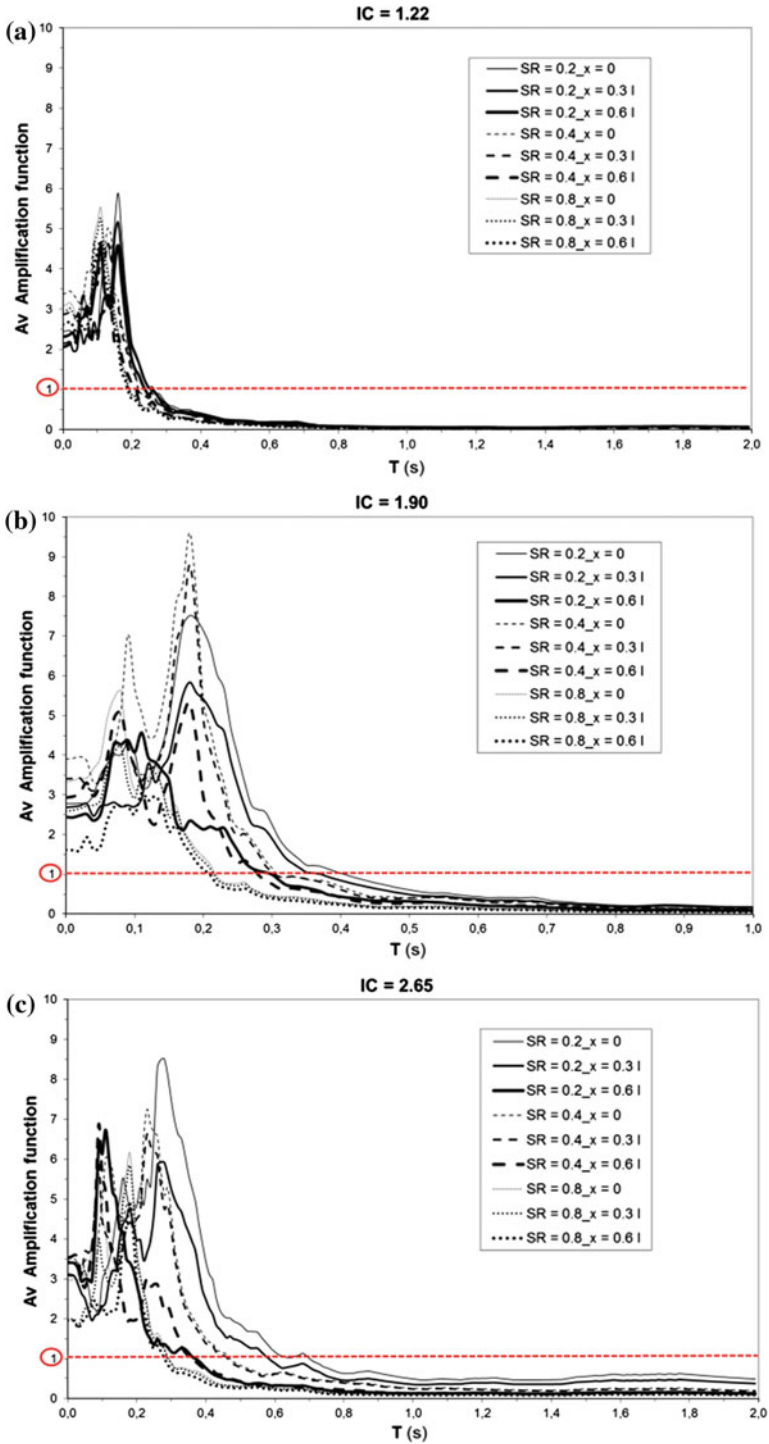 (a)
IC = 1.22
Av Amplification function
10
9
8
7
6
5
4
3
2
1
0
SR = 0.2_x = 0
SR = 0.2_x = 0.3 l
SR = 0.2_x = 0.6 l
SR = 0.4_x = 0
SR = 0.4_x = 0.3 l
SR = 0.4_x = 0.6 l
SR = 0.8_x = 0
SR = 0.8_x = 0.3 l
SR = 0.8_x = 0.6 l
0,0 0,2 0,4 0,6 0,8 1,0 1,2 1,4 1,6 1,8 2,0
T (s)
(b)
IC = 1.90
Av Amplification function
10
9
8
7
6
5
4
3
2
1
0
SR = 0.2_x = 0
SR = 0.2_x = 0.3 l
SR = 0.2_x = 0.6 l
SR = 0.4_x = 0
SR = 0.4_x = 0.3 l
SR = 0.4_x = 0.6 l
SR = 0.8_x = 0
SR = 0.8_x = 0.3 l
SR = 0.8_x = 0.6 l
0,0 0,1 0,2 0,3 0,4 0,5 0,6 0,7 0,8 0,9 1,0
T (s)
(c)
IC = 2.65
Av Amplification function
10
9
8
7
6
5
4
3
2
1
0
SR = 0.2_x = 0
SR = 0.2_x = 0.3 l
SR = 0.2_x = 0.6 l
SR = 0.4_x = 0
SR = 0.4_x = 0.3 l
SR = 0.4_x = 0.6 l
SR = 0.8_x = 0
SR = 0.8_x = 0.3 l
SR = 0.8_x = 0.6 l
0,0 0,2 0,4 0,6 0,8 1,0 1,2 1,4 1,6 1,8 2,0
T (s)